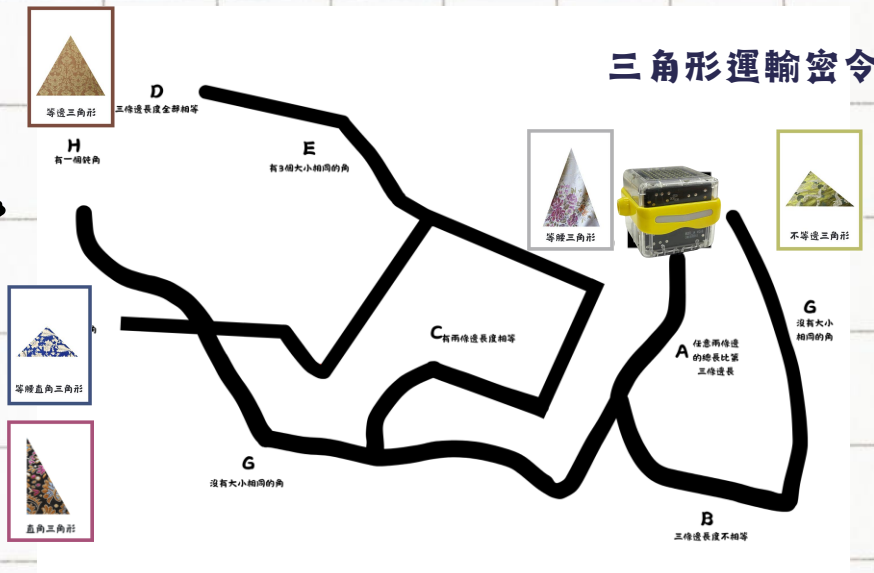 三角形運輸密令
等邊三角形
D
三條邊長度全部相等
H
有一個鈍角
E
有3個大小相同的角
等腰三角形
不等邊三角形
等腰直角三角形
角
C
有兩條邊長度相等
A
任意兩條邊
的總長比第
三條邊長
G
沒有大小
相同的角
直角三角形
G
沒有大小相同的角
B
三條邊長度不相等